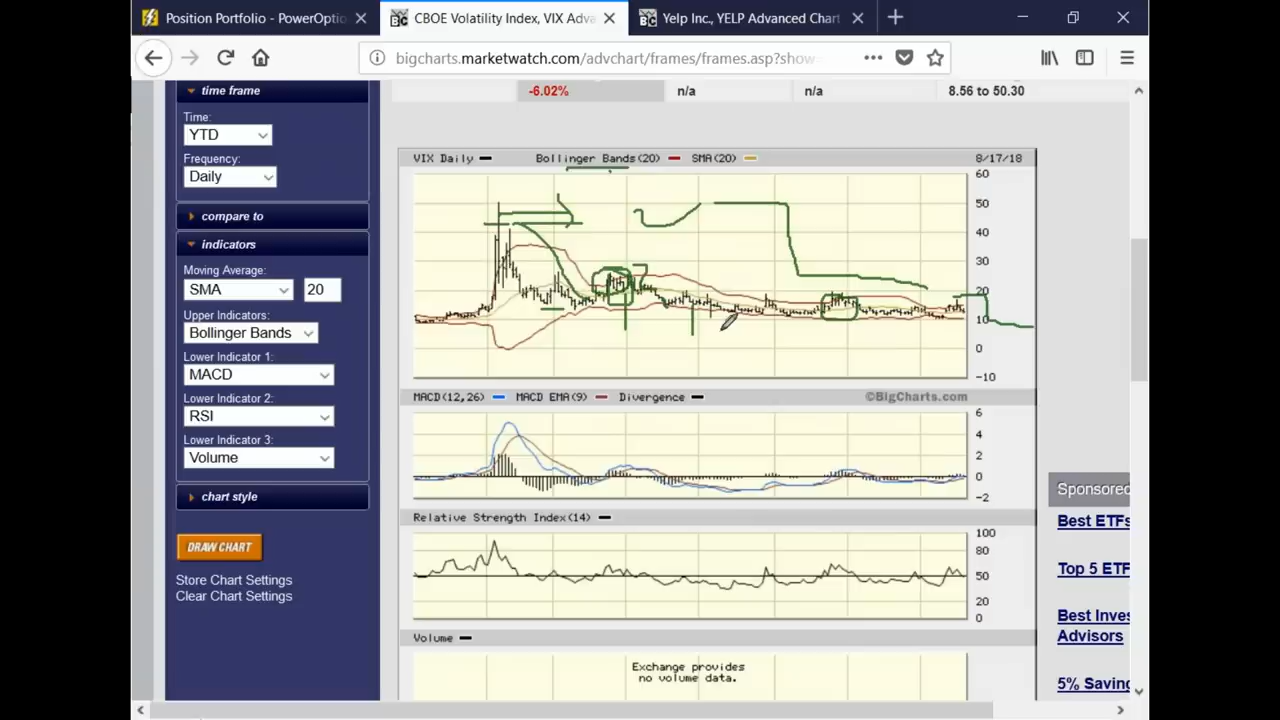 Position Portfolio - PowerOptio
CBOE Volatility Index, VIX Adva
Yelp Inc., YELP Advanced Chart
bigcharts.marketwatch.com/advchart/frames/frames.asp?show=
-6.02%
n/a
n/a
8.56 to 50.30
time frame
Time:
YTD
Frequency:
Daily
compare to
indicators
Moving Average:
SMA
20
Upper Indicators:
Bollinger Bands
Lower Indicator 1:
MACD
Lower Indicator 2:
RSI
Lower Indicator 3:
Volume
chart style
DRAW CHART
Store Chart Settings
Clear Chart Settings
VIX Daily
Bollinger Bands(20)
SMA(20)
8/17/18
60
50
40
30
20
10
0
-10
MACD(12,26)
MACD EMA(9)
Divergence
©BigCharts.com
6
4
2
0
-2
Relative Strength Index(14)
100
80
50
20
0
Volume
Exchange provides
no volume data.
Sponsored
Best ETFs
Top 5 ETF
Best Inves
Advisors
5% Saving